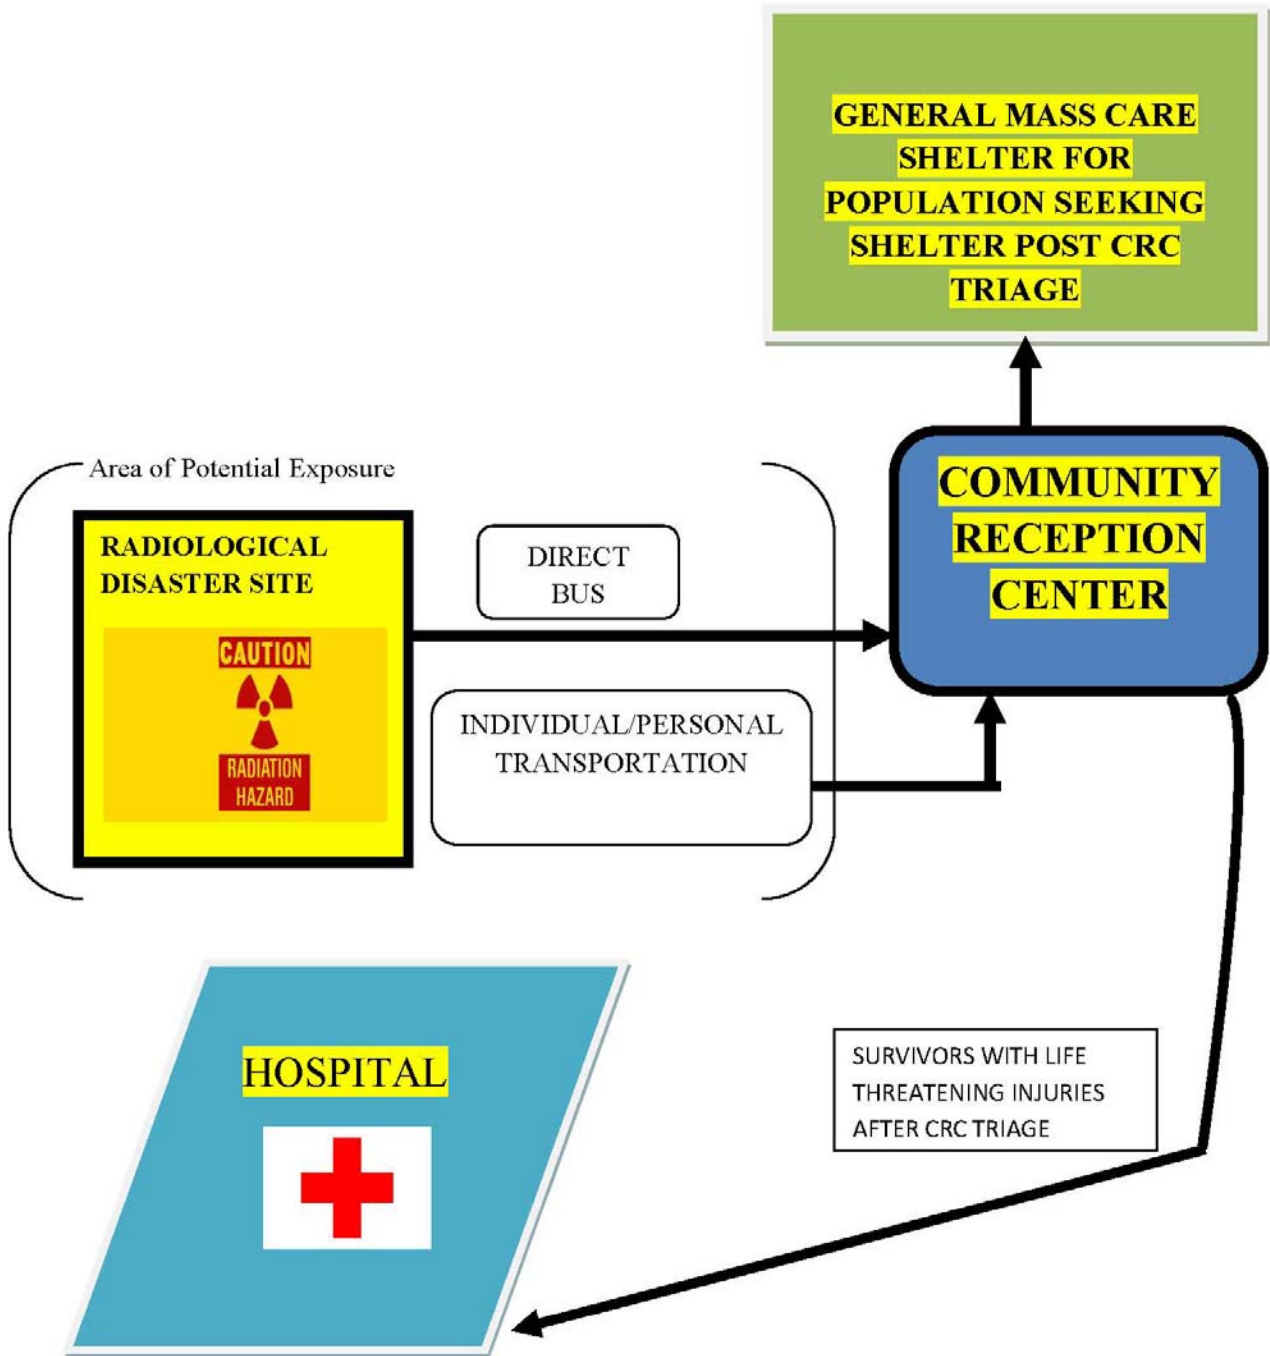 GENERAL MASS CARE
SHELTER FOR
POPULATION SEEKING
SHELTER POST CRC
TRIAGE
Area of Potential Exposure
RADIOLOGICAL
DISASTER SITE
CAUTION
RADIATION
HAZARD
DIRECT
BUS
INDIVIDUAL/PERSONAL
TRANSPORTATION
COMMUNITY
RECEPTION
CENTER
HOSPITAL
SURVIVORS WITH LIFE
THREATENING INJURIES
AFTER CRC TRIAGE